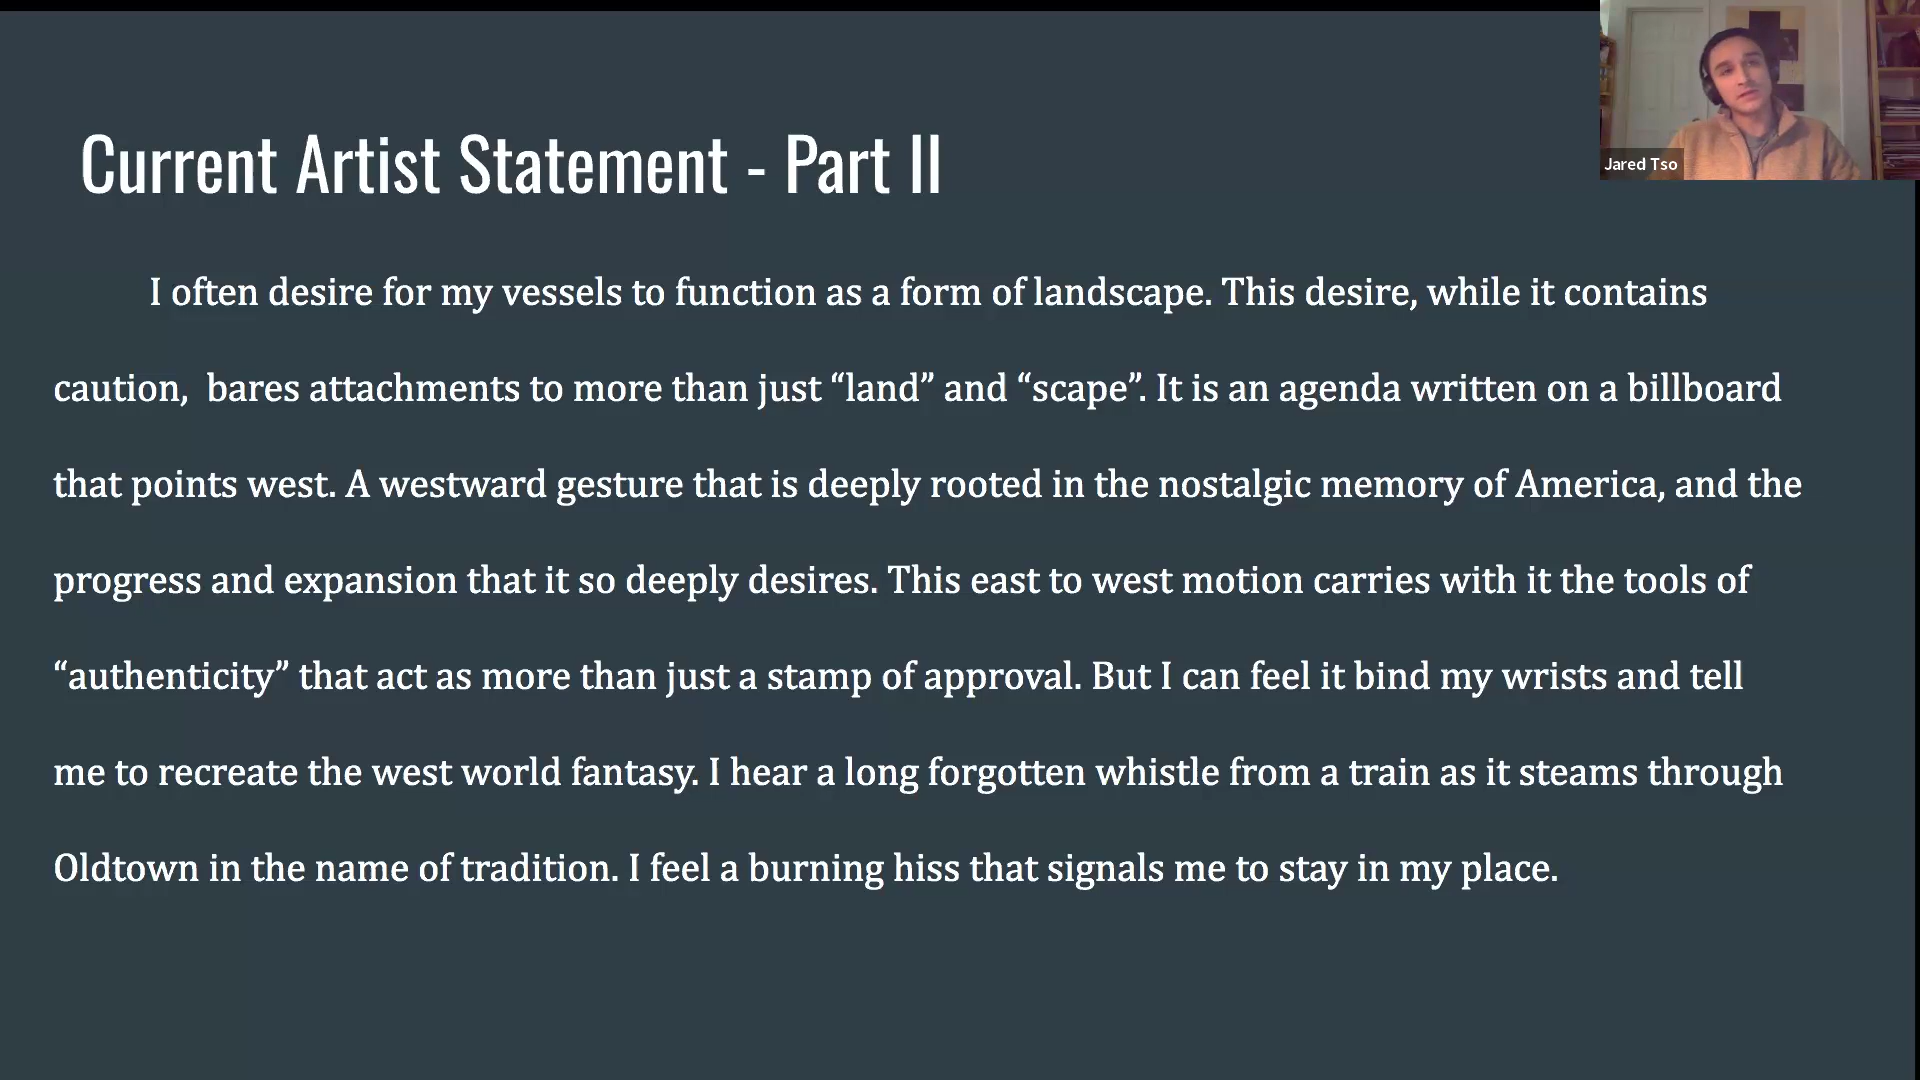 Jared Tso
Current Artist Statement - Part II
I often desire for my vessels to function as a form of landscape. This desire, while it contains
caution,  bares attachments to more than just “land” and “scape”. It is an agenda written on a billboard
that points west. A westward gesture that is deeply rooted in the nostalgic memory of America, and the
progress and expansion that it so deeply desires. This east to west motion carries with it the tools of
“authenticity” that act as more than just a stamp of approval. But I can feel it bind my wrists and tell
me to recreate the west world fantasy. I hear a long forgotten whistle from a train as it steams through
Oldtown in the name of tradition. I feel a burning hiss that signals me to stay in my place.